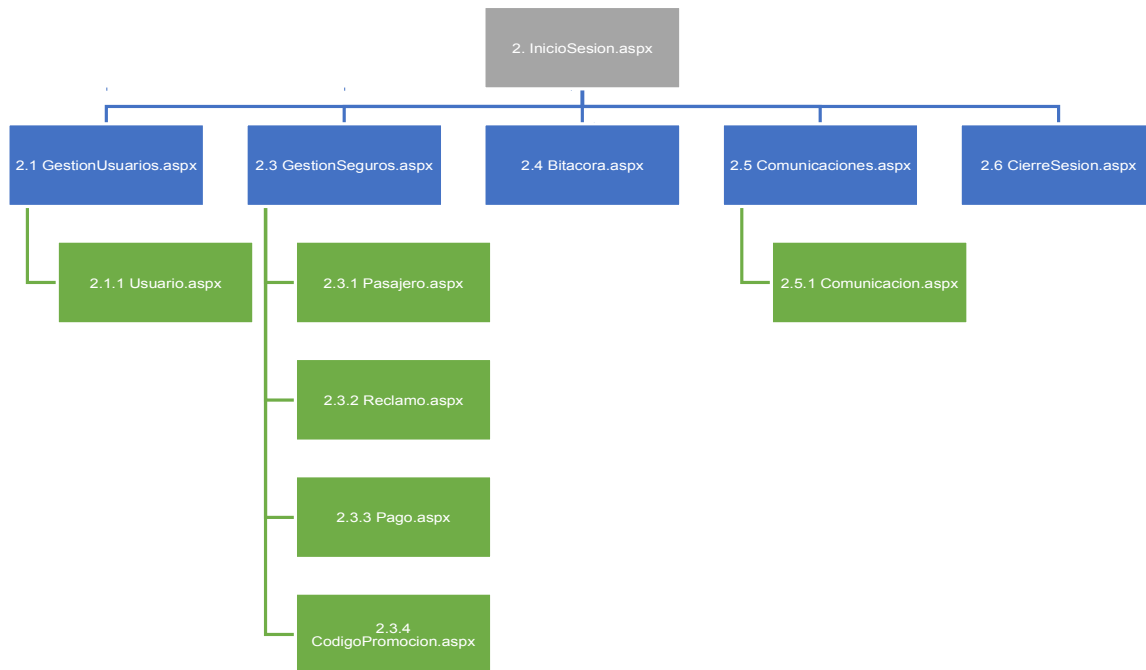 2. InicioSesion.aspx
2.1 GestionUsuarios.aspx
2.3 GestionSeguros.aspx
2.4 Bitacora.aspx
2.5 Comunicaciones.aspx
2.6 CierreSesion.aspx
2.1.1 Usuario.aspx
2.3.1 Pasajero.aspx
2.5.1 Comunicacion.aspx
2.3.2 Reclamo.aspx
2.3.3 Pago.aspx
2.3.4
CodigoPromocion.aspx